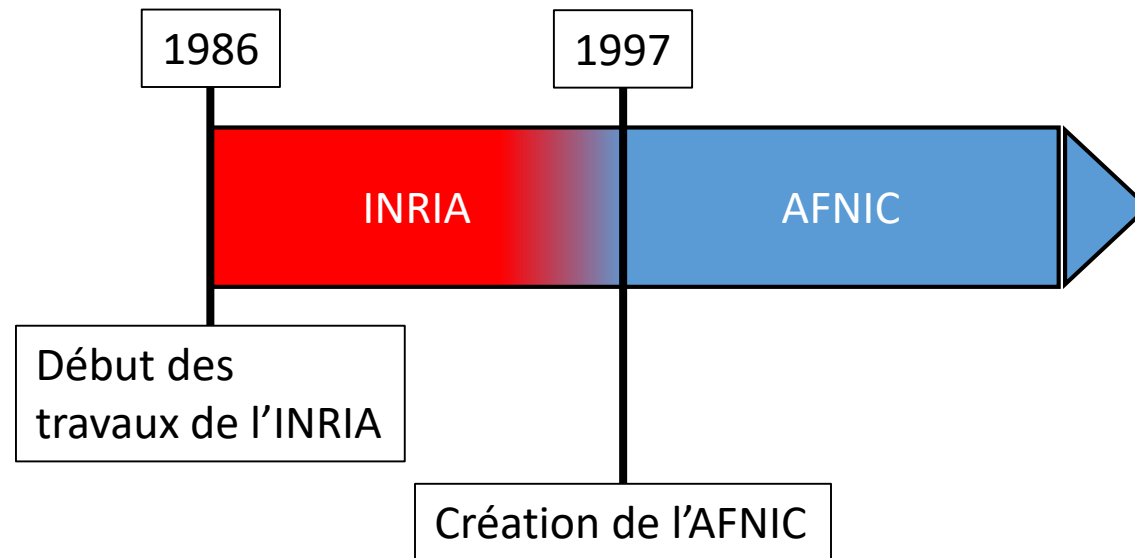 1986
1997
INRIA
AFNIC
Début des
travaux de l’INRIA
Création de l’AFNIC